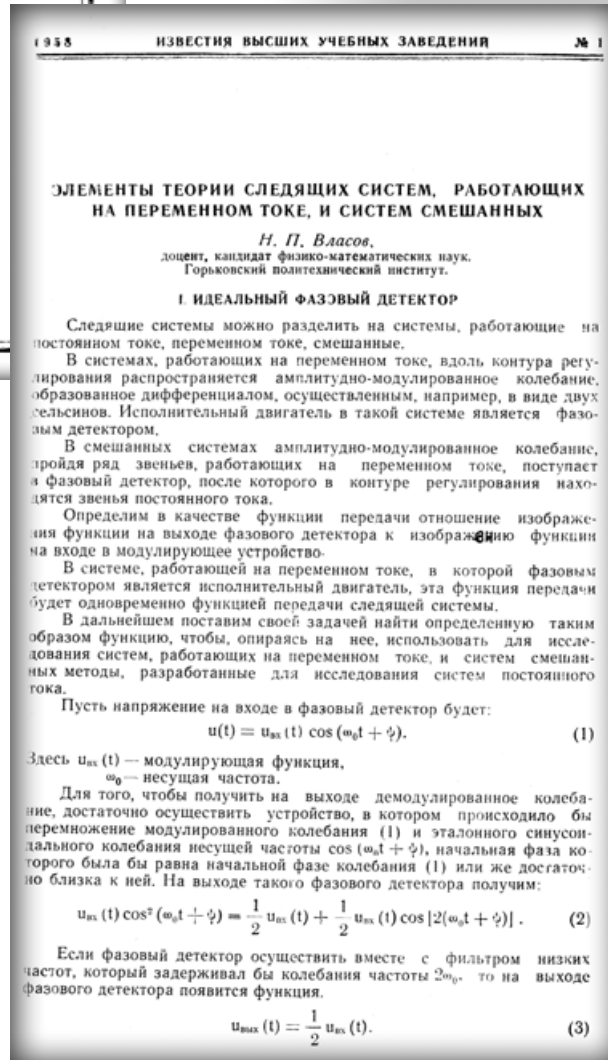 1958 ИЗВЕСТИЯ ВЫСШИХ УЧЕБНЫХ ЗАВЕДЕНИЙ № 1
ЭЛЕМЕНТЫ ТЕОРИИ СЛЕДЯЩИХ СИСТЕМ, РАБОТАЮЩИХ
НА ПЕРЕМЕННОМ ТОКЕ, И СИСТЕМ СМЕШАННЫХ
Н. П. Власов,
доцент, кандидат физико-математических наук.
Горьковский политехнический институт.
I. ИДЕАЛЬНЫЙ ФАЗОВЫЙ ДЕТЕКТОР
Следящие системы можно разделить на системы, работающие на
постоянном токе, переменном токе, смешанные.
В системах, работающих на переменном токе, вдоль контура регу-
лирования распространяется амплитудно-модулированное колебание,
образованное дифференциалом, осуществленным, например, в виде двух
сельсинов. Исполнительный двигатель в такой системе является фазо-
вым детектором.
В смешанных системах амплитудно-модулированное колебание,
пройдя ряд звеньев, работающих на переменном токе, поступает
в фазовый детектор, после которого в контуре регулирования нахо-
дятся звенья постоянного тока.
Определим в качестве функции передачи отношение изображе-
ния функции на выходе фазового детектора к изображению функции
на входе в модулирующее устройство.
В системе, работающей на переменном токе, в которой фазовым
детектором является исполнительный двигатель, эта функция передачи
будет одновременно функцией передачи следящей системы.
В дальнейшем поставим своей задачей найти определенную таким
образом функцию, чтобы, опираясь на нее, использовать для иссле-
дования систем, работающих на переменном токе, и систем смешан-
ных методы, разработанные для исследования систем постоянного
тока.
Пусть напряжение на входе в фазовый детектор будет:
u(t) = uвх (t) cos (ω₀t + ψ). (1)
Здесь uвх (t) — модулирующая функция,
ω₀ — несущая частота.
Для того, чтобы получить на выходе демодулированное колеба-
ние, достаточно осуществить устройство, в котором происходило бы
перемножение модулированного колебания (1) и эталонного синусои-
дального колебания несущей частоты cos (ω₀t + ψ), начальная фаза ко-
торого была бы равна начальной фазе колебания (1) или же достаточ-
но близка к ней. На выходе такого фазового детектора получим:
uвх (t) cos² (ω₀t + ψ) = 1/2 uвх (t) + 1/2 uвх (t) cos |2(ω₀t + ψ)| . (2)
Если фазовый детектор осуществить вместе с фильтром низких
частот, который задерживал бы колебания частоты 2ω₀, то на выходе
фазового детектора появится функция.
uвых (t) = 1/2 uвх (t). (3)